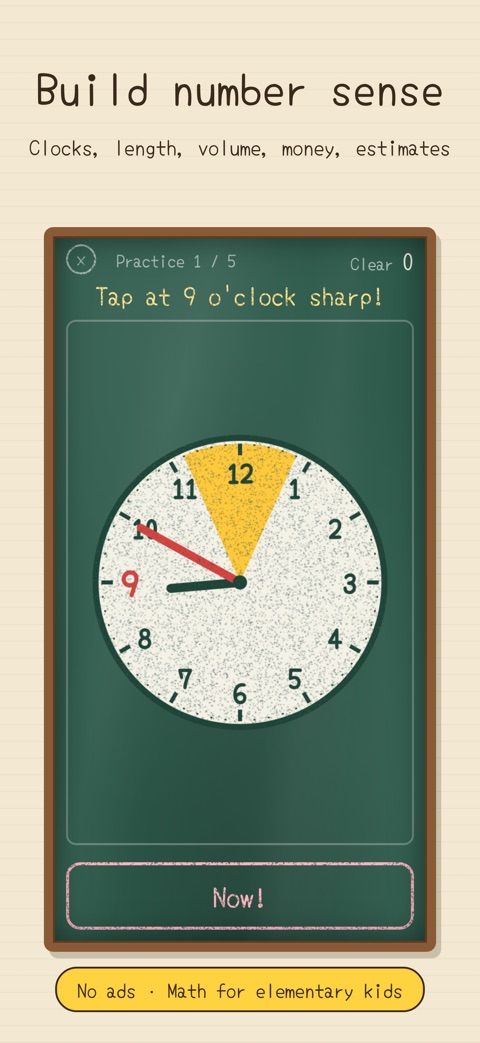 Build number sense
Clocks, length, volume, money, estimates
Practice 1 / 5
Clear 0
Tap at 9 o'clock sharp!
12
11
1
10
2
9
3
8
4
7
5
6
Now!
No ads · Math for elementary kids